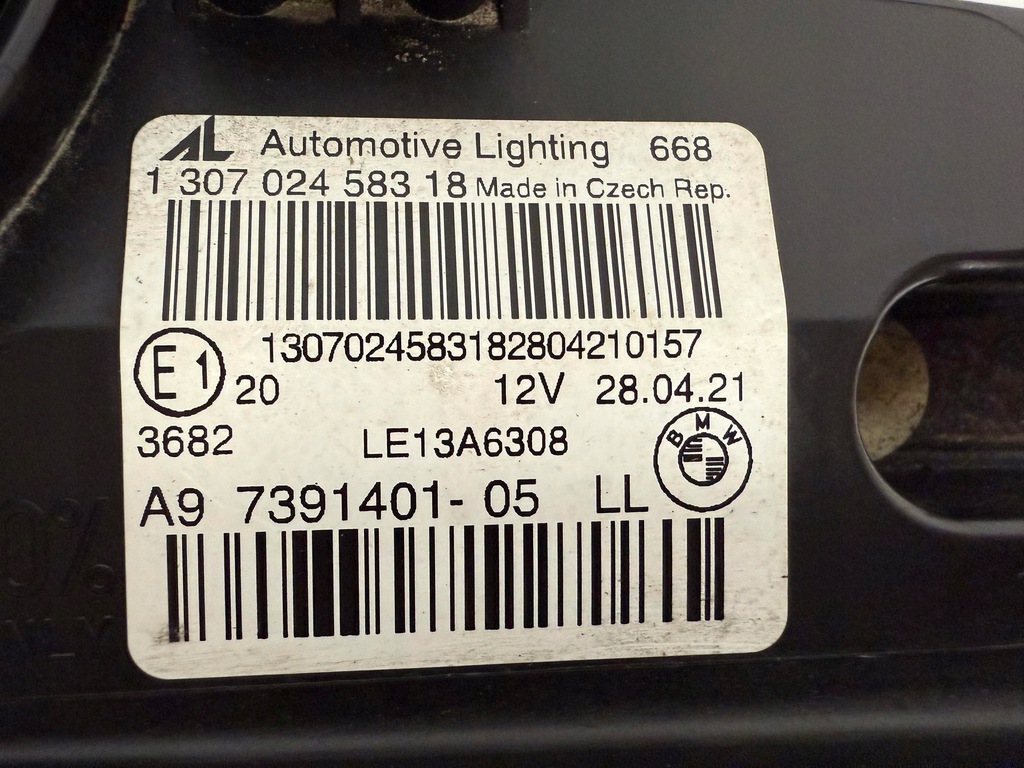 AL Automotive Lighting 668
1 307 024 583 18 Made in Czech Rep.
1307024583182804210157
E1 20 12V 28.04.21
3682 LE13A6308
BMW
A9 7391401-05 LL
0%